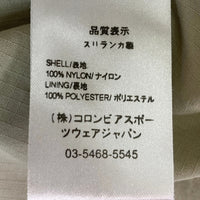 品質表示
スリランカ製
SHELL/表地
100% NYLON/ナイロン
LINING/裏地
100% POLYESTER/ポリエステル
(株)コロンビアスポー
ツウェアジャパン
03-5468-5545